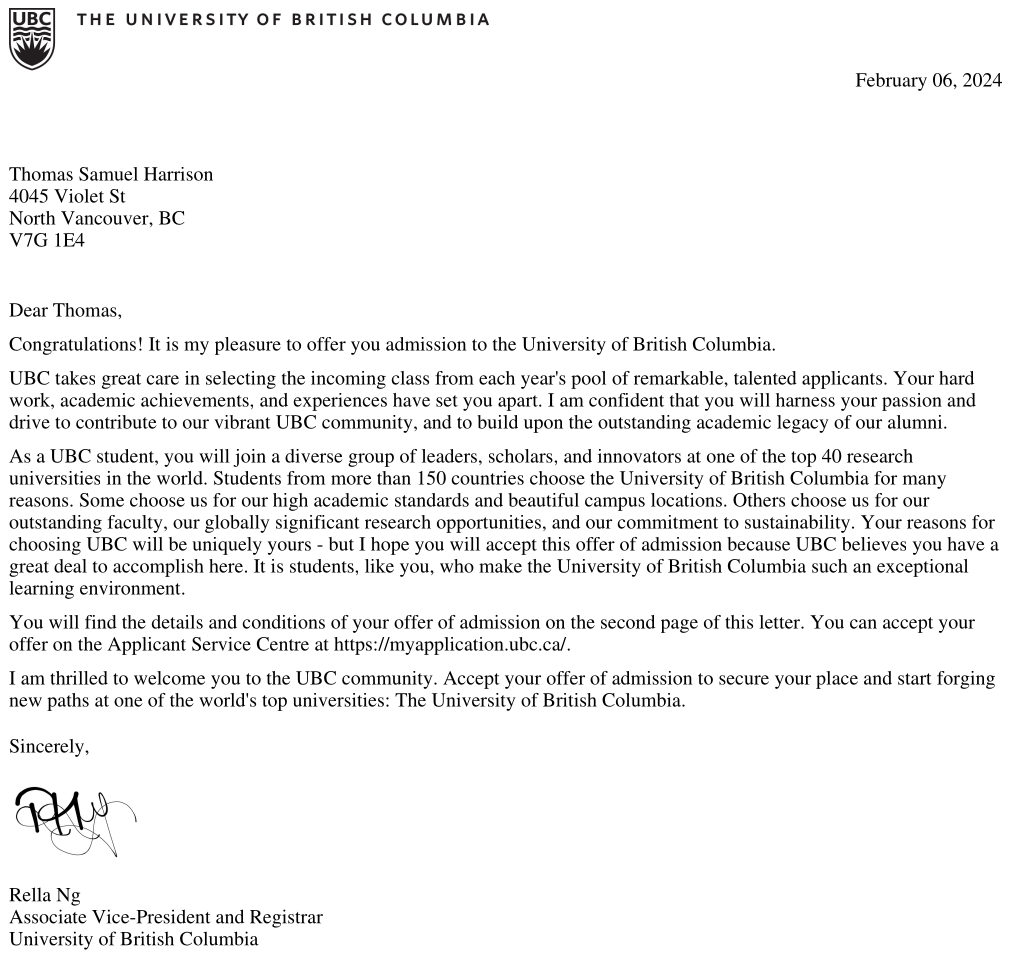 UBC
THE UNIVERSITY OF BRITISH COLUMBIA
February 06, 2024
Thomas Samuel Harrison
4045 Violet St
North Vancouver, BC
V7G 1E4
Dear Thomas,
Congratulations! It is my pleasure to offer you admission to the University of British Columbia.
UBC takes great care in selecting the incoming class from each year's pool of remarkable, talented applicants. Your hard
work, academic achievements, and experiences have set you apart. I am confident that you will harness your passion and
drive to contribute to our vibrant UBC community, and to build upon the outstanding academic legacy of our alumni.
As a UBC student, you will join a diverse group of leaders, scholars, and innovators at one of the top 40 research
universities in the world. Students from more than 150 countries choose the University of British Columbia for many
reasons. Some choose us for our high academic standards and beautiful campus locations. Others choose us for our
outstanding faculty, our globally significant research opportunities, and our commitment to sustainability. Your reasons for
choosing UBC will be uniquely yours - but I hope you will accept this offer of admission because UBC believes you have a
great deal to accomplish here. It is students, like you, who make the University of British Columbia such an exceptional
learning environment.
You will find the details and conditions of your offer of admission on the second page of this letter. You can accept your
offer on the Applicant Service Centre at https://myapplication.ubc.ca/.
I am thrilled to welcome you to the UBC community. Accept your offer of admission to secure your place and start forging
new paths at one of the world's top universities: The University of British Columbia.
Sincerely,
Rella Ng
Associate Vice-President and Registrar
University of British Columbia